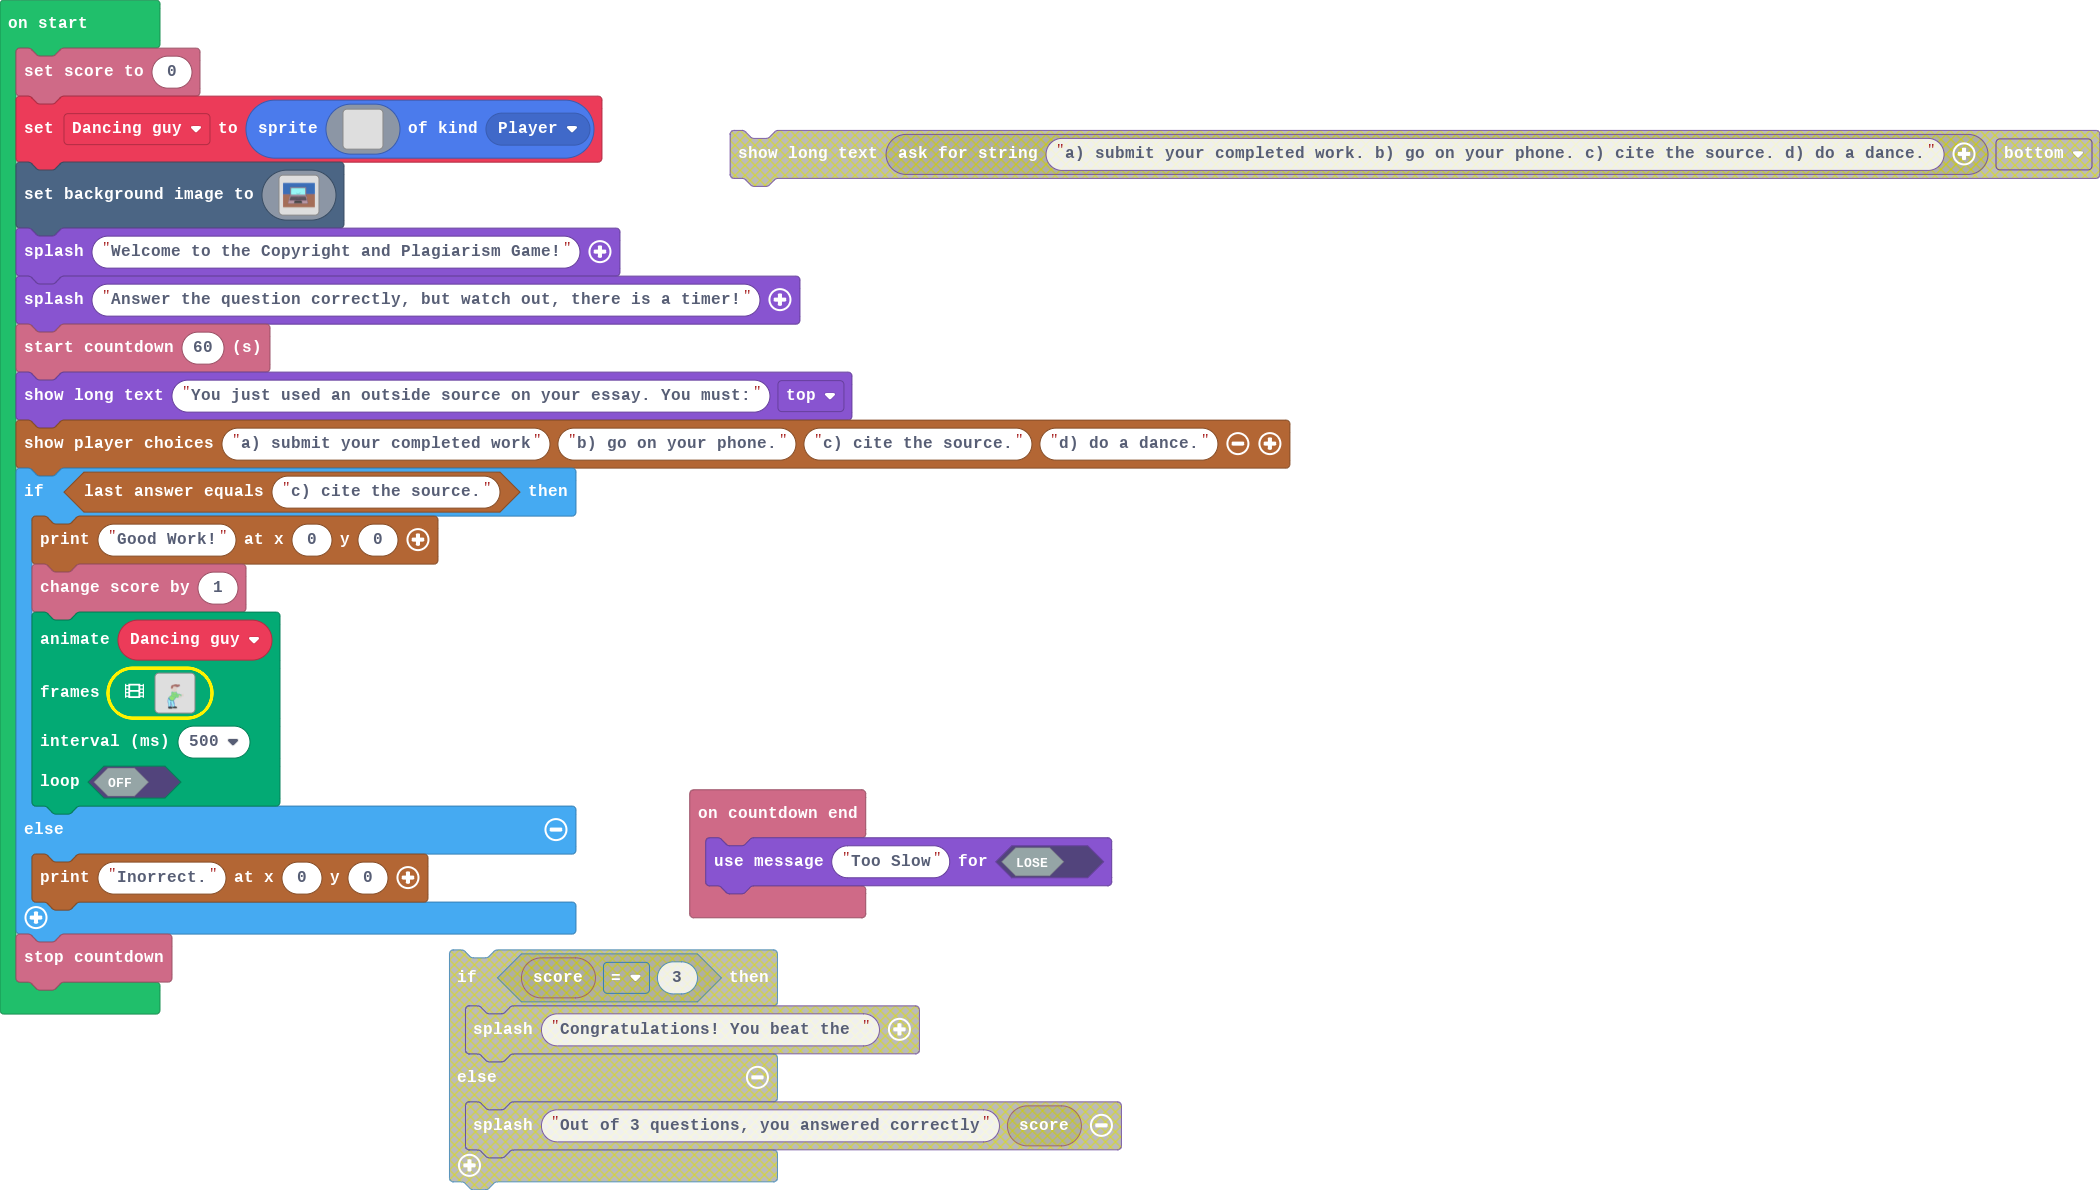 on start
set score to 0
set Dancing guy to sprite of kind Player
show long text ask for string "a) submit your completed work. b) go on your phone. c) cite the source. d) do a dance." bottom
set background image to
splash "Welcome to the Copyright and Plagiarism Game!"
splash "Answer the question correctly, but watch out, there is a timer!"
start countdown 60 (s)
show long text "You just used an outside source on your essay. You must:" top
show player choices "a) submit your completed work" "b) go on your phone." "c) cite the source." "d) do a dance."
if last answer equals "c) cite the source." then
print "Good Work!" at x 0 y 0
change score by 1
animate Dancing guy
frames
interval (ms) 500
loop OFF
else
print "Inorrect." at x 0 y 0
stop countdown
on countdown end
use message "Too Slow" for LOSE
if score = 3 then
splash "Congratulations! You beat the "
else
splash "Out of 3 questions, you answered correctly" score